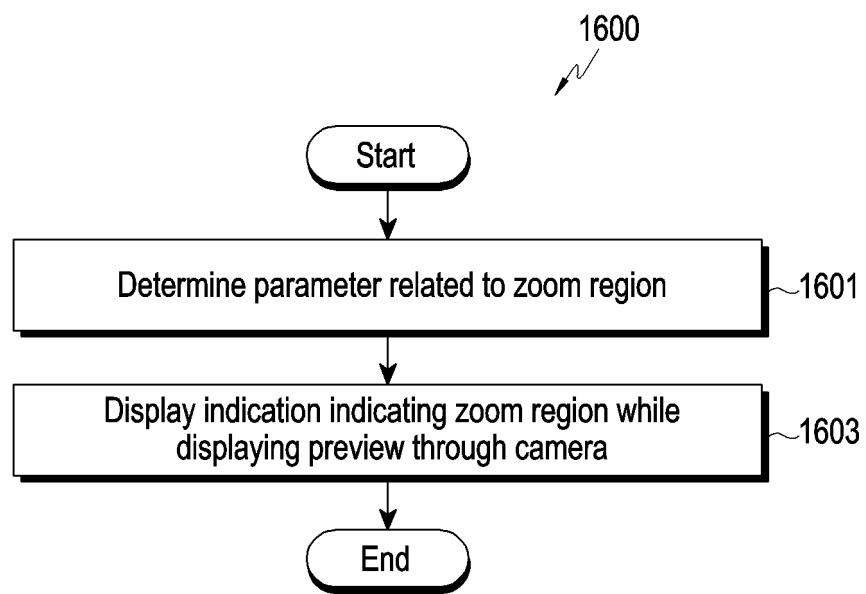 1600
Start
Determine parameter related to zoom region
1601
Display indication indicating zoom region while
displaying preview through camera
1603
End